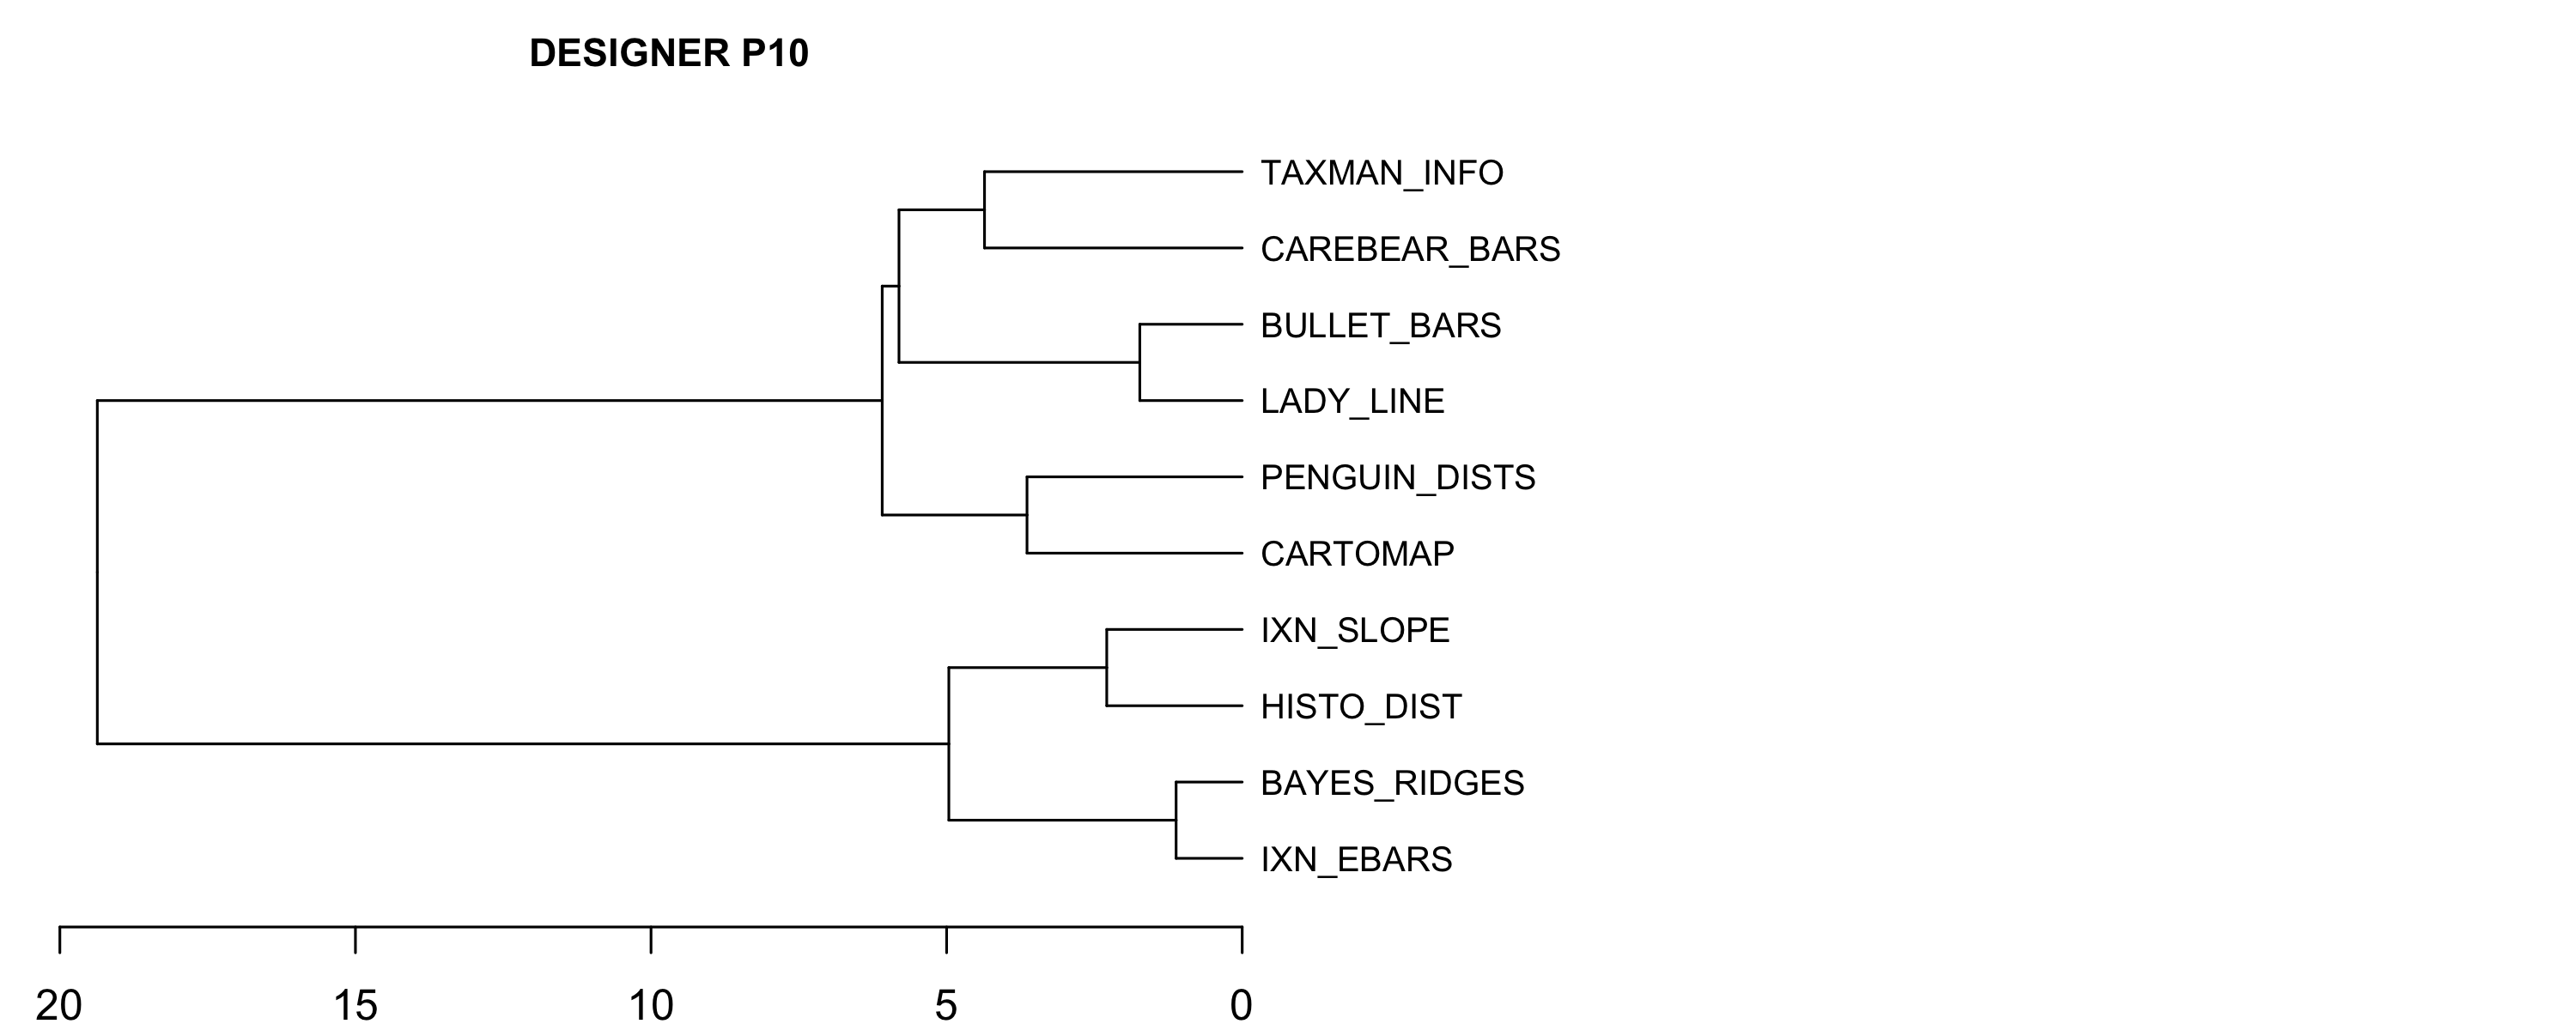 DESIGNER P10
TAXMAN_INFO
CAREBEAR_BARS
BULLET_BARS
LADY_LINE
PENGUIN_DISTS
CARTOMAP
IXN_SLOPE
HISTO_DIST
BAYES_RIDGES
IXN_EBARS
20 15 10 5 0